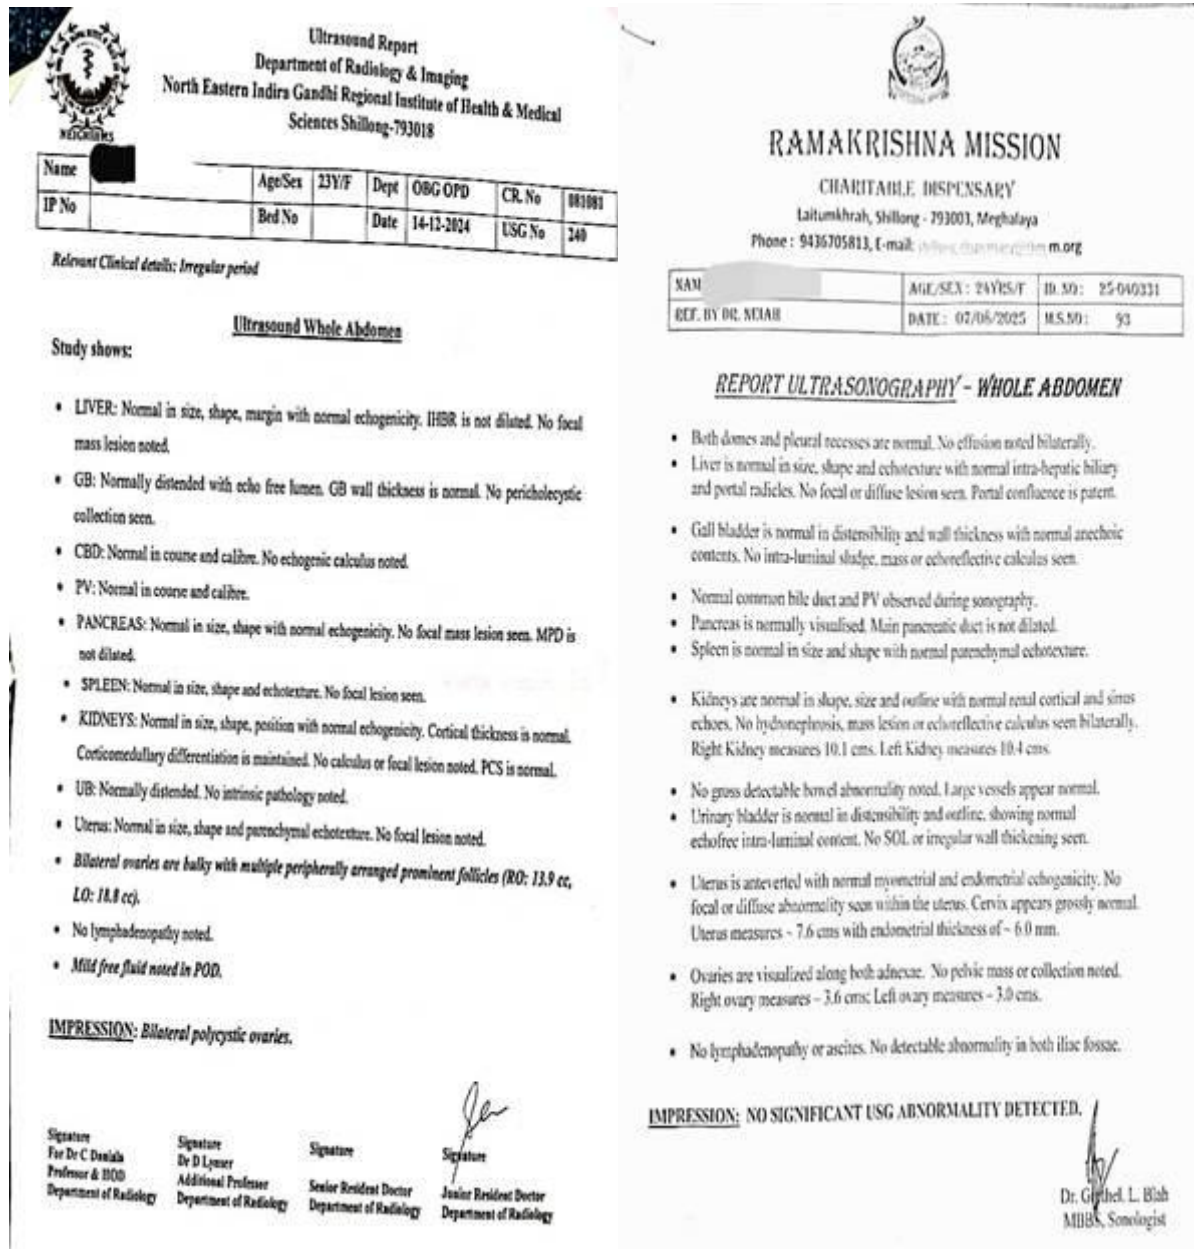 NEIGRIHMS
Ultrasound Report
Department of Radiology & Imaging
North Eastern Indira Gandhi Regional Institute of Health & Medical
Sciences Shillong-793018
Name Age/Sex 23Y/F Dept OBG OPD CR. No 081081
IP No Bed No Date 14-12-2024 USG No 240
Relevant Clinical details: Irregular period
Ultrasound Whole Abdomen
Study shows:
• LIVER: Normal in size, shape, margin with normal echogenicity. IHBR is not dilated. No focal
mass lesion noted.
• GB: Normally distended with echo free lumen. GB wall thickness is normal. No pericholecystic
collection seen.
• CBD: Normal in course and calibre. No echogenic calculus noted.
• PV: Normal in course and calibre.
• PANCREAS: Normal in size, shape with normal echogenicity. No focal mass lesion seen. MPD is
not dilated.
• SPLEEN: Normal in size, shape and echotexture. No focal lesion seen.
• KIDNEYS: Normal in size, shape, position with normal echogenicity. Cortical thickness is normal.
Corticomedullary differentiation is maintained. No calculus or focal lesion noted. PCS is normal.
• UB: Normally distended. No intrinsic pathology noted.
• Uterus: Normal in size, shape and parenchymal echotexture. No focal lesion noted.
• Bilateral ovaries are bulky with multiple peripherally arranged prominent follicles (RO: 13.9 cc,
LO: 18.8 cc).
• No lymphadenopathy noted.
• Mild free fluid noted in POD.
IMPRESSION: Bilateral polycystic ovaries.
Signature
For Dr C Daniala
Professor & HOD
Department of Radiology
Signature
Dr D Lynser
Additional Professor
Department of Radiology
Signature
Senior Resident Doctor
Department of Radiology
Signature
Junior Resident Doctor
Department of Radiology
RAMAKRISHNA MISSION
CHARITABLE DISPENSARY
Laitumkhrah, Shillong - 793003, Meghalaya
Phone : 9436705813, E-mail: m.org
NAM AGE/SEX : 24YRS/F ID. NO : 25-040331
REF. BY DR. NEIAH DATE : 07/06/2025 M.S.NO : 93
REPORT ULTRASONOGRAPHY – WHOLE ABDOMEN
• Both domes and pleural recesses are normal. No effusion noted bilaterally.
• Liver is normal in size, shape and echotexture with normal intra-hepatic biliary
and portal radicles. No focal or diffuse lesion seen. Portal confluence is patent.
• Gall bladder is normal in distensibility and wall thickness with normal anechoic
contents. No intra-luminal sludge, mass or echoreflective calculus seen.
• Normal common bile duct and PV observed during sonography.
• Pancreas is normally visualised. Main pancreatic duct is not dilated.
• Spleen is normal in size and shape with normal parenchymal echotexture.
• Kidneys are normal in shape, size and outline with normal renal cortical and sinus
echoes. No hydronephrosis, mass lesion or echoreflective calculus seen bilaterally.
Right Kidney measures 10.1 cms. Left Kidney measures 10.4 cms.
• No gross detectable bowel abnormality noted. Large vessels appear normal.
• Urinary bladder is normal in distensibility and outline, showing normal
echofree intra-luminal content. No SOL or irregular wall thickening seen.
• Uterus is anteverted with normal myometrial and endometrial echogenicity. No
focal or diffuse abnormality seen within the uterus. Cervix appears grossly normal.
Uterus measures ~ 7.6 cms with endometrial thickness of ~ 6.0 mm.
• Ovaries are visualized along both adnexae. No pelvic mass or collection noted.
Right ovary measures ~ 3.6 cms; Left ovary measures ~ 3.0 cms.
• No lymphadenopathy or ascites. No detectable abnormality in both iliac fossae.
IMPRESSION: NO SIGNIFICANT USG ABNORMALITY DETECTED.
Dr. L. Blah
MBBS, Sonologist